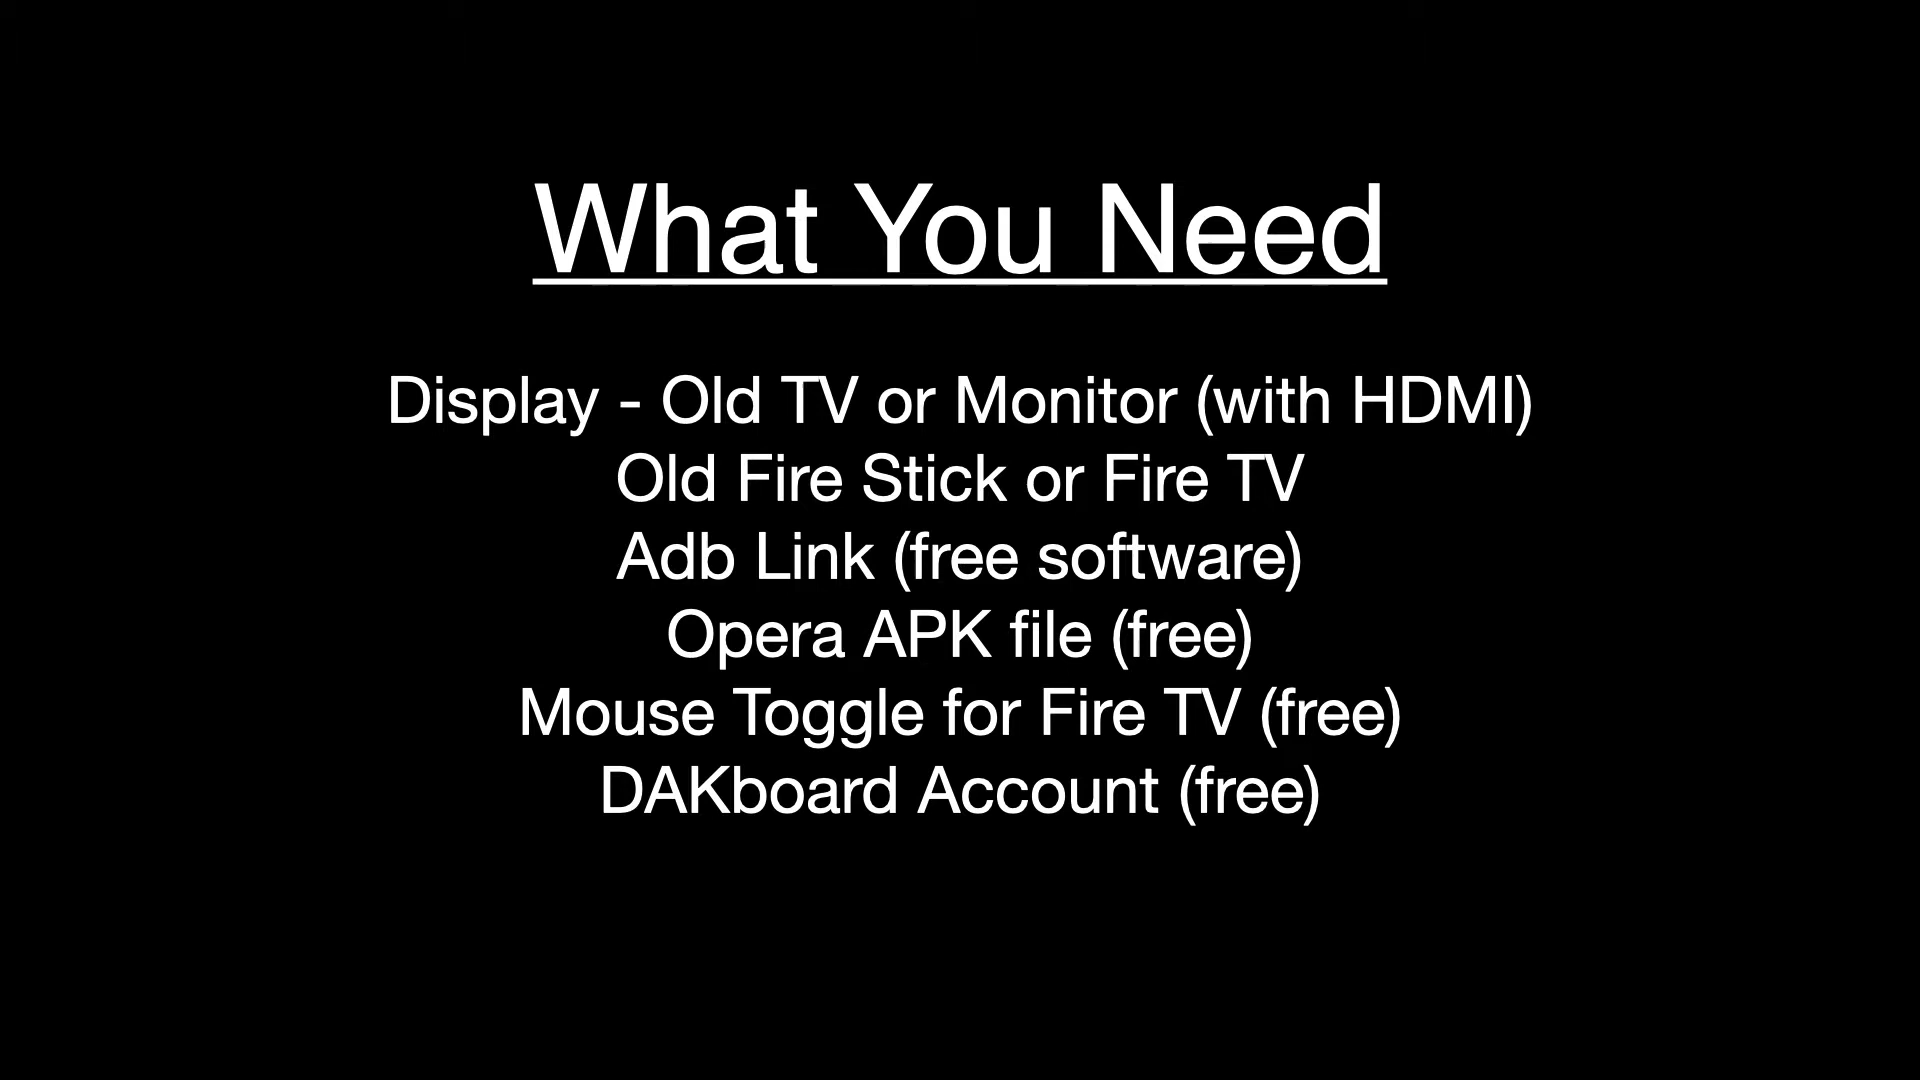 What You Need
Display - Old TV or Monitor (with HDMI)
Old Fire Stick or Fire TV
Adb Link (free software)
Opera APK file (free)
Mouse Toggle for Fire TV (free)
DAKboard Account (free)